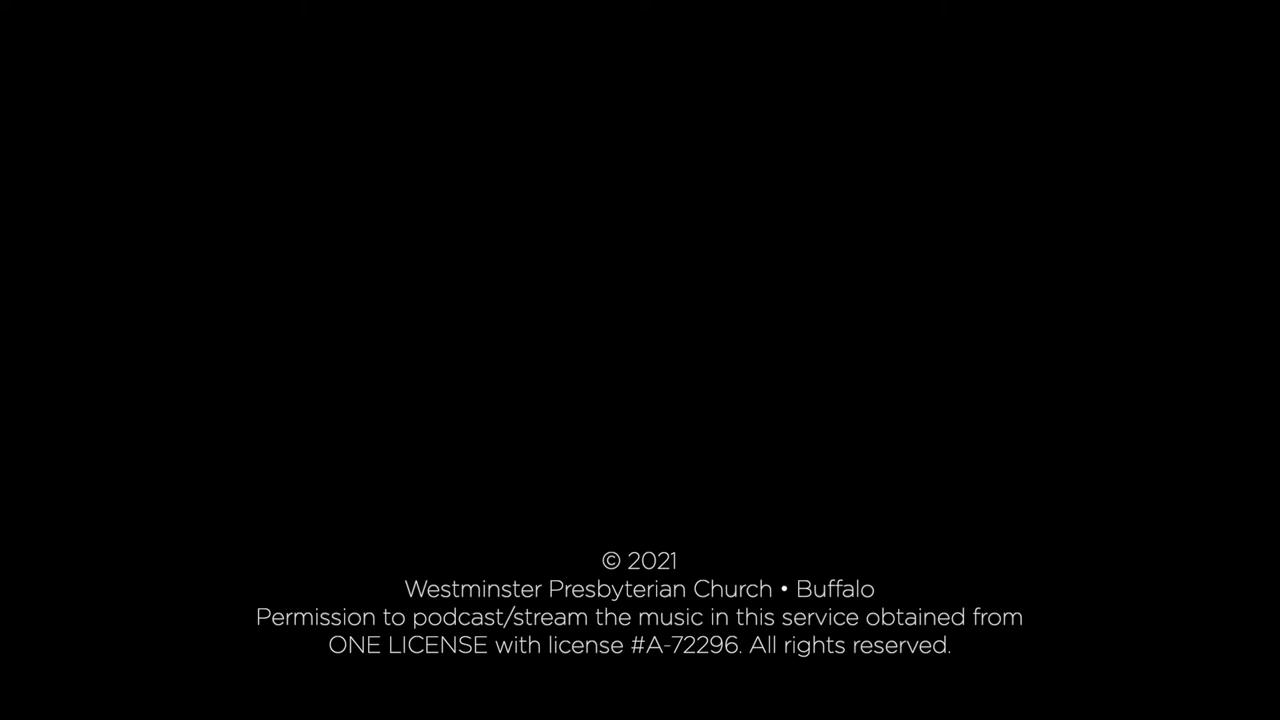 © 2021
Westminster Presbyterian Church • Buffalo
Permission to podcast/stream the music in this service obtained from
ONE LICENSE with license #A-72296. All rights reserved.